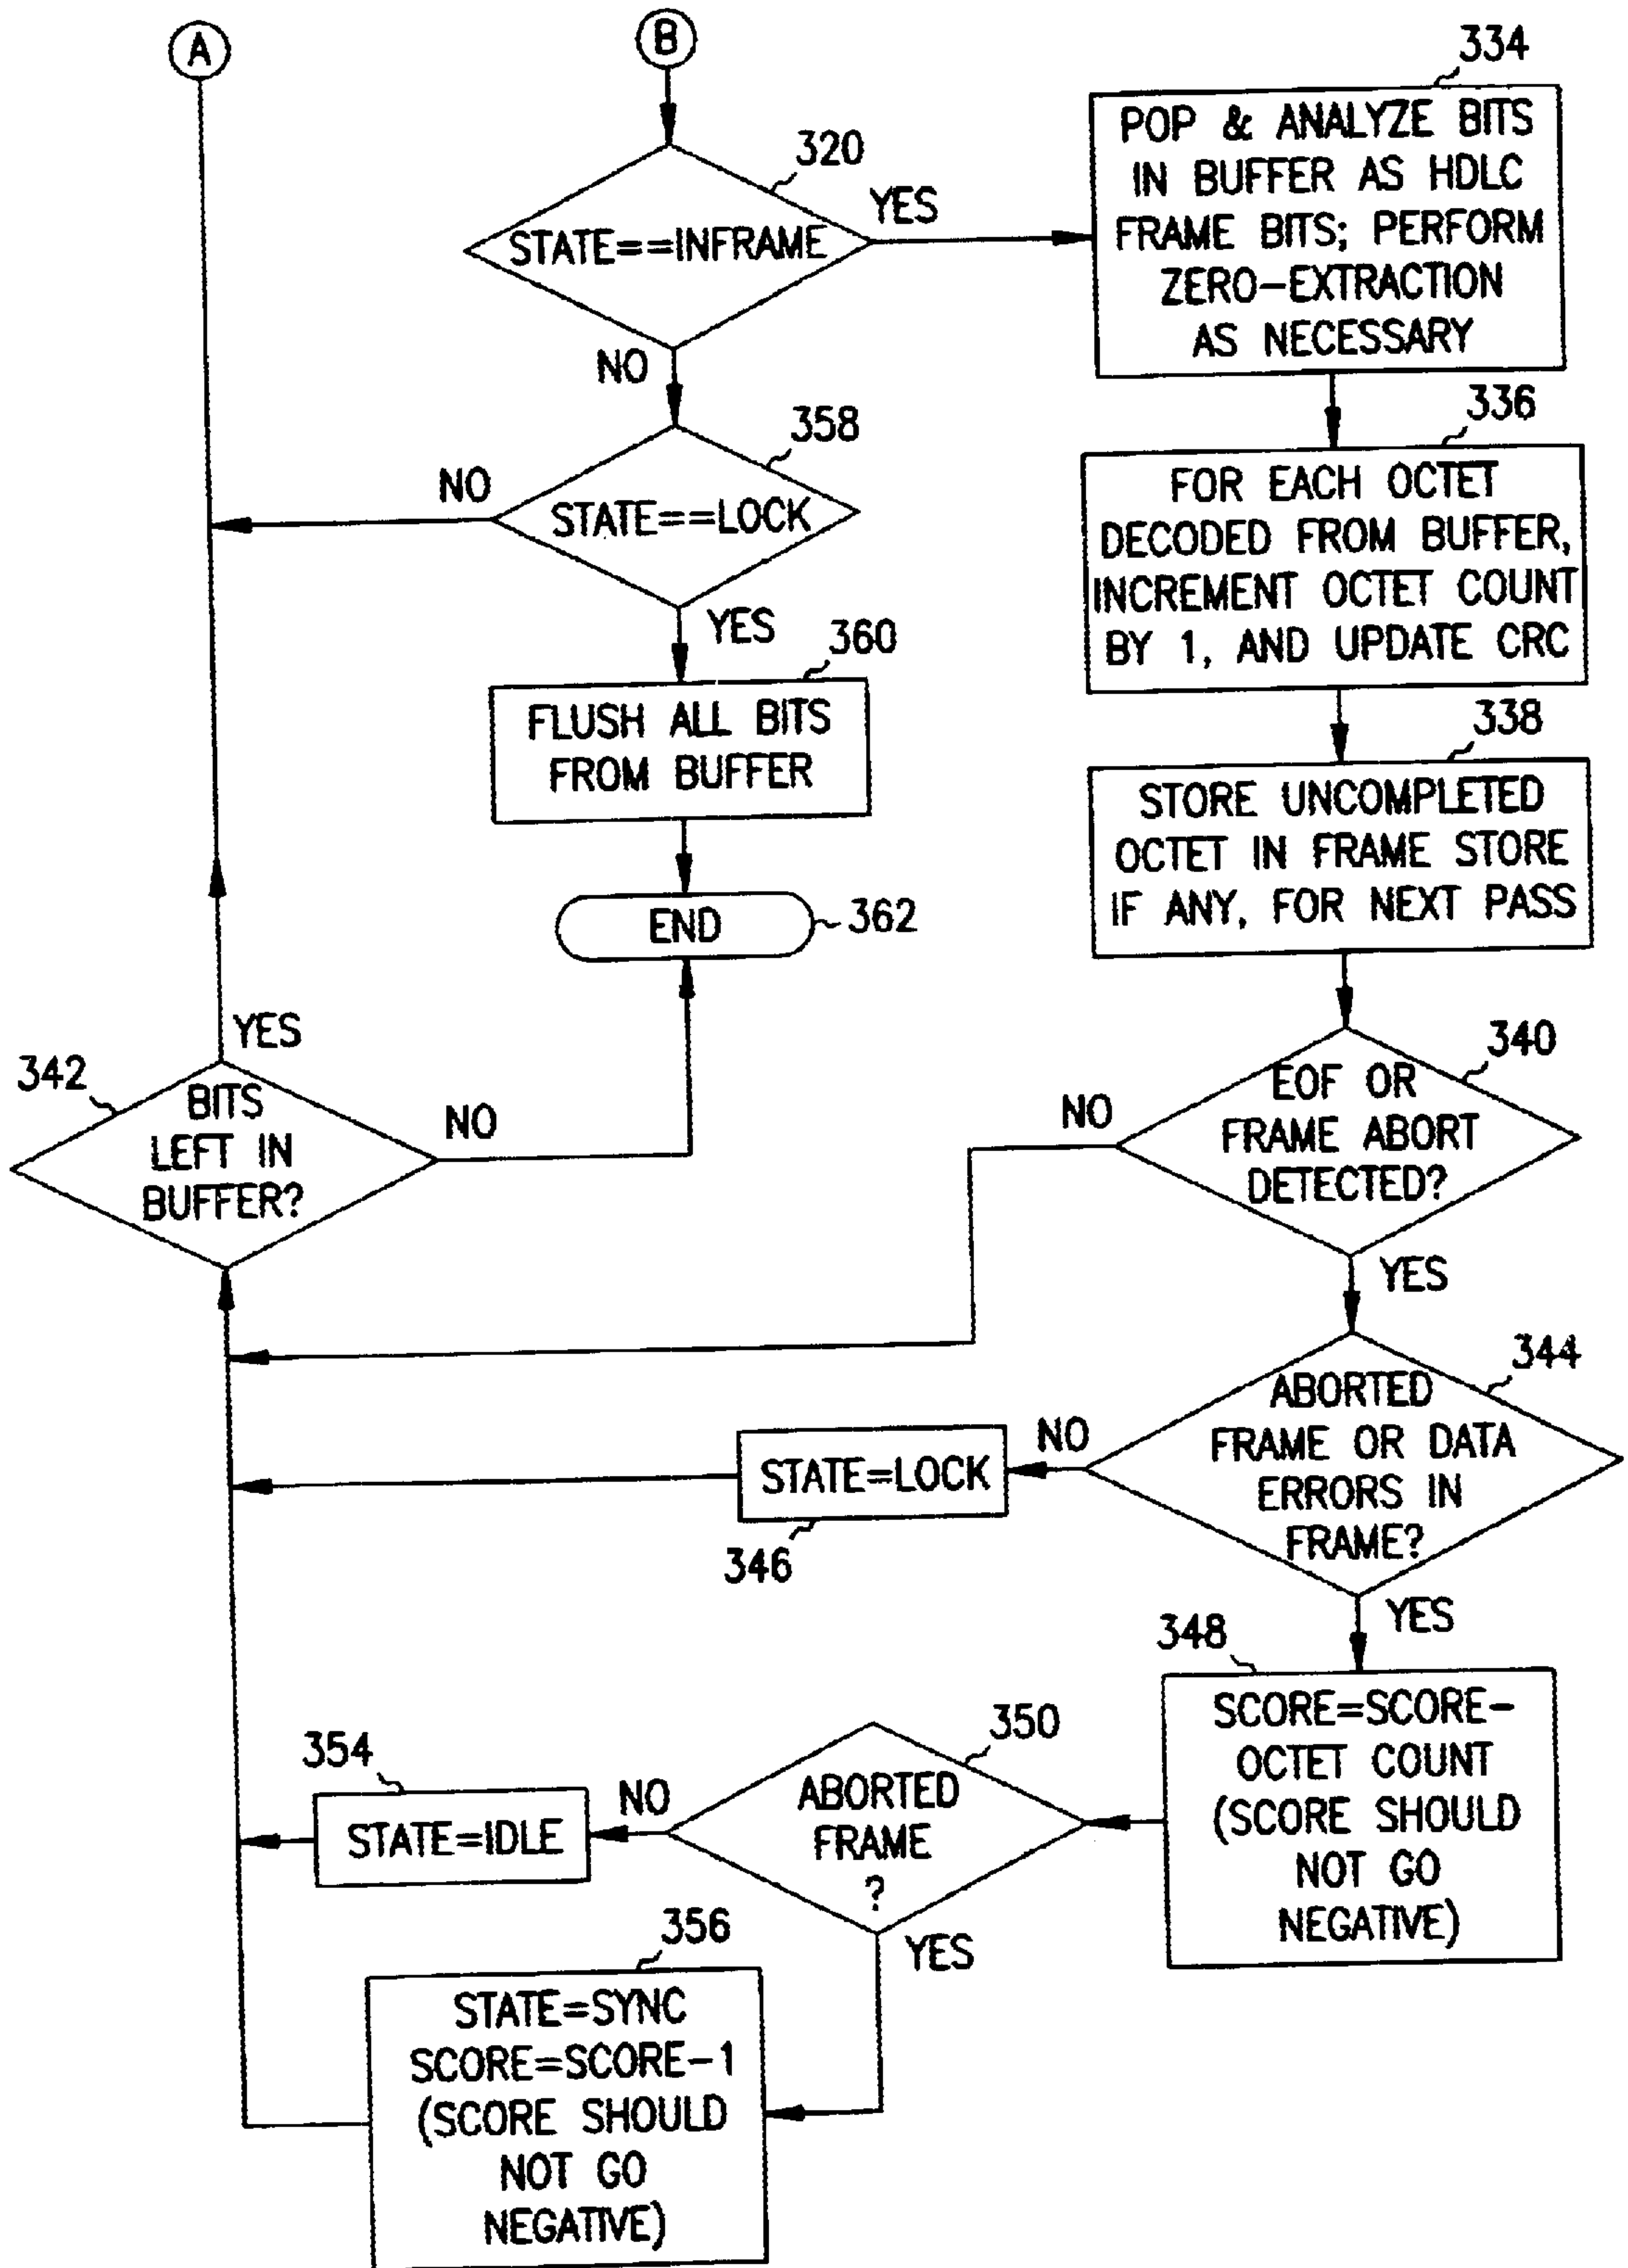 A
B
334
POP & ANALYZE BITS
IN BUFFER AS HDLC
FRAME BITS; PERFORM
ZERO-EXTRACTION
AS NECESSARY
320
STATE==INFRAME
YES
NO
358
STATE==LOCK
NO
YES
336
FOR EACH OCTET
DECODED FROM BUFFER,
INCREMENT OCTET COUNT
BY 1, AND UPDATE CRC
360
FLUSH ALL BITS
FROM BUFFER
338
STORE UNCOMPLETED
OCTET IN FRAME STORE
IF ANY, FOR NEXT PASS
END
362
YES
342
BITS
LEFT IN
BUFFER?
NO
340
EOF OR
FRAME ABORT
DETECTED?
NO
YES
344
ABORTED
FRAME OR DATA
ERRORS IN
FRAME?
NO
STATE=LOCK
346
YES
348
SCORE=SCORE-
OCTET COUNT
(SCORE SHOULD
NOT GO
NEGATIVE)
350
ABORTED
FRAME
?
NO
354
STATE=IDLE
YES
356
STATE=SYNC
SCORE=SCORE-1
(SCORE SHOULD
NOT GO
NEGATIVE)